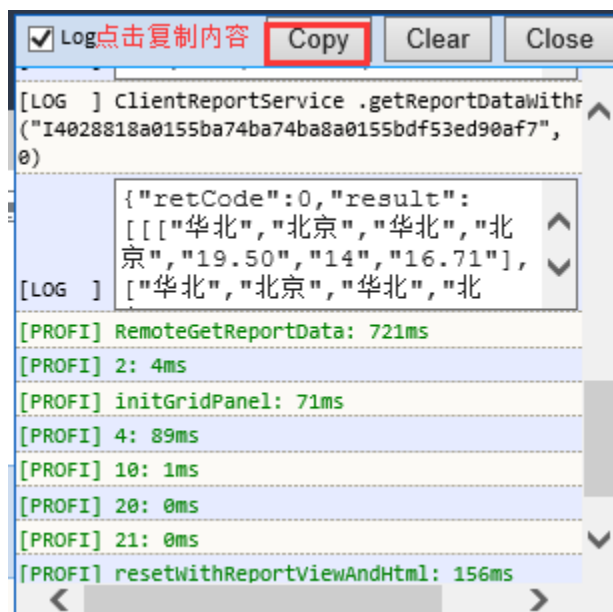 Log点击复制内容 Copy Clear Close
[LOG ] ClientReportService .getReportDataWithF
("I4028818a0155ba74ba74ba8a0155bdf53ed90af7",
0)
{"retCode":0,"result":
[[["华北","北京","华北","北
京","19.50","14","16.71"],
[LOG ] ["华北","北京","华北","北
[PROFI] RemoteGetReportData: 721ms
[PROFI] 2: 4ms
[PROFI] initGridPanel: 71ms
[PROFI] 4: 89ms
[PROFI] 10: 1ms
[PROFI] 20: 0ms
[PROFI] 21: 0ms
[PROFI] resetWithReportViewAndHtml: 156ms